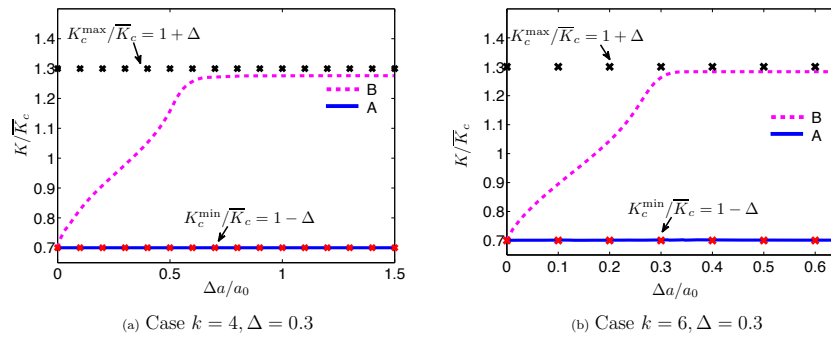 K_c^max/K̅_c = 1 + Δ
1.4
1.3
1.2
1.1
1
0.9
0.8
0.7
K/K̅_c
B
A
K_c^min/K̅_c = 1 − Δ
0
0.5
1
1.5
Δa/a_0
(a) Case k = 4, Δ = 0.3
K_c^max/K̅_c = 1 + Δ
1.4
1.3
1.2
1.1
1
0.9
0.8
0.7
K/K̅_c
B
A
K_c^min/K̅_c = 1 − Δ
0
0.1
0.2
0.3
0.4
0.5
0.6
Δa/a_0
(b) Case k = 6, Δ = 0.3